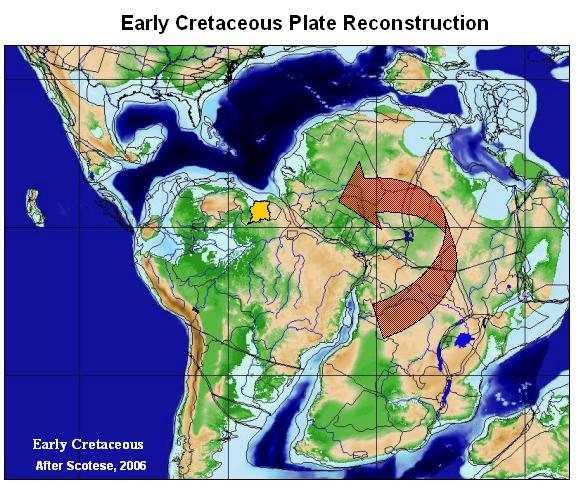 Early Cretaceous Plate Reconstruction
Early Cretaceous
After Scotese, 2006